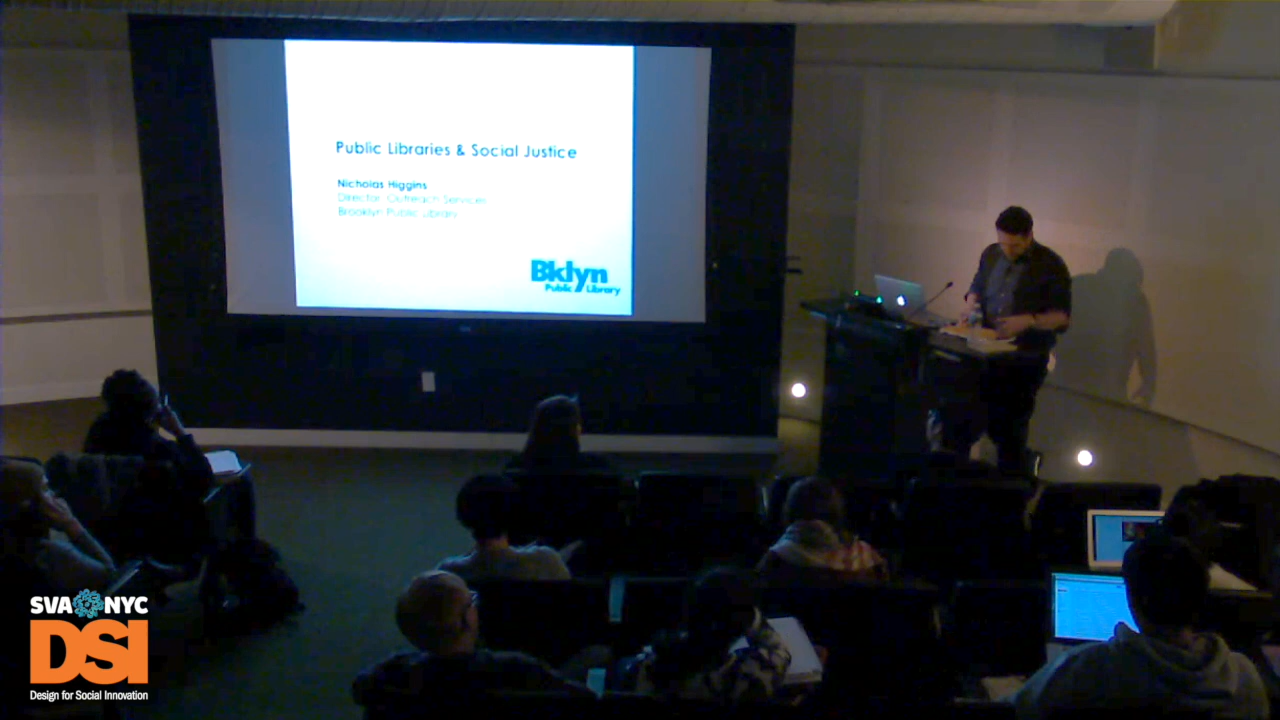 Public Libraries & Social Justice
Nicholas Higgins
Director, Outreach Services
Brooklyn Public Library
Bklyn
Public Library
SVA NYC
DSI
Design for Social Innovation